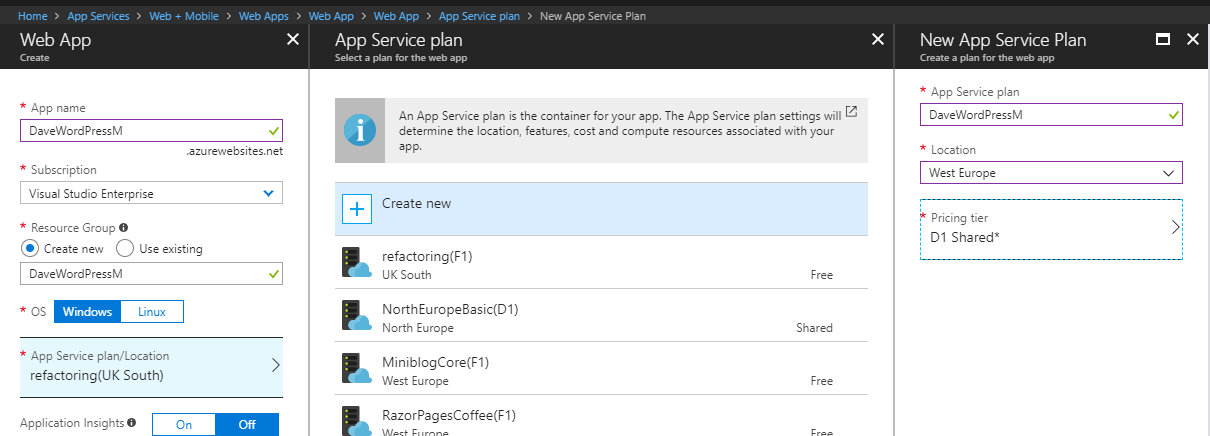 Home > App Services > Web + Mobile > Web Apps > Web App > Web App > App Service plan > New App Service Plan
Web App
Create
* App name
DaveWordPressM
.azurewebsites.net
* Subscription
Visual Studio Enterprise
* Resource Group
Create new Use existing
DaveWordPressM
* OS Windows Linux
* App Service plan/Location
refactoring(UK South)
Application Insights On Off
App Service plan
Select a plan for the web app
An App Service plan is the container for your app. The App Service plan settings will
determine the location, features, cost and compute resources associated with your
app.
Create new
refactoring(F1)
UK South Free
NorthEuropeBasic(D1)
North Europe Shared
MiniblogCore(F1)
West Europe Free
RazorPagesCoffee(F1)
West Europe Free
New App Service Plan
Create a plan for the web app
* App Service plan
DaveWordPressM
* Location
West Europe
* Pricing tier
D1 Shared*